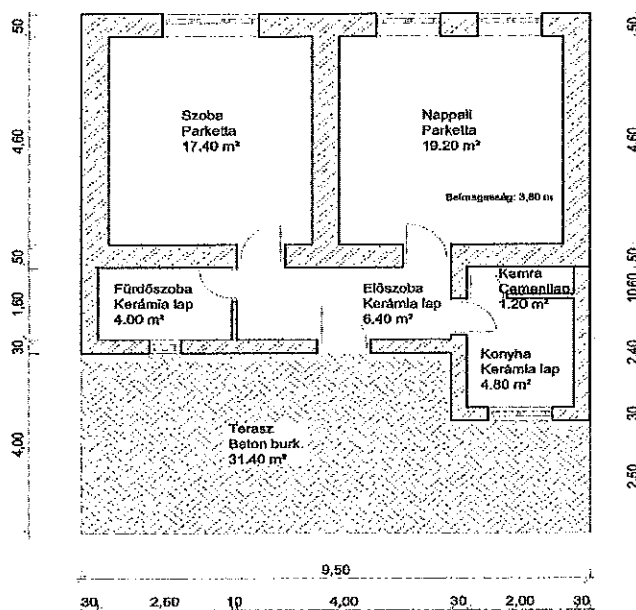 ,50
4,60
,50
1,60
30,
4,00
Szoba
Parketta
17.40 m²
Nappali
Parketta
19.20 m²
Belmagasság: 3,60 m
Fürdőszoba
Kerámia lap
4.00 m²
Előszoba
Kerámia lap
6.40 m²
Kamra
Cementlap
1.20 m²
Konyha
Kerámia lap
4.80 m²
Terasz
Beton burk.
31.40 m²
,50
4,60
,50
2,40
30,
2,50
9,50
30,
2,60
10
4,00
30,
2,00
30,